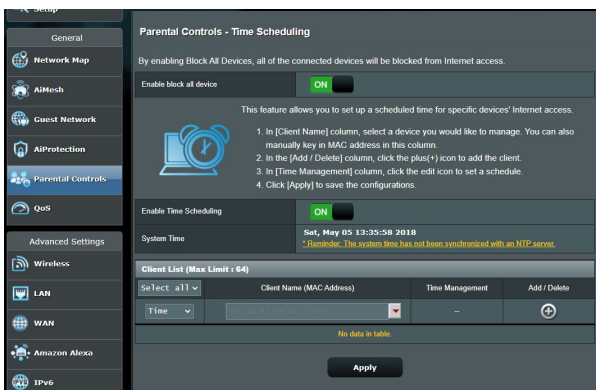 Setup
General
Network Map
AiMesh
Guest Network
AiProtection
Parental Controls
QoS
Advanced Settings
Wireless
LAN
WAN
Amazon Alexa
IPv6
Parental Controls - Time Scheduling
By enabling Block All Devices, all of the connected devices will be blocked from Internet access.
Enable block all device
ON
This feature allows you to set up a scheduled time for specific devices' Internet access.
1. In [Client Name] column, select a device you would like to manage. You can also
manually key in MAC address in this column.
2. In the [Add / Delete] column, click the plus(+) icon to add the client.
3. In [Time Management] column, click the edit icon to set a schedule.
4. Click [Apply] to save the configurations.
Enable Time Scheduling
ON
System Time
Sat, May 05 13:35:58 2018
* Reminder: The system time has not been synchronized with an NTP server.
Client List (Max Limit : 64)
Select all
Client Name (MAC Address)
Time Management
Add / Delete
Time
–
No data in table.
Apply